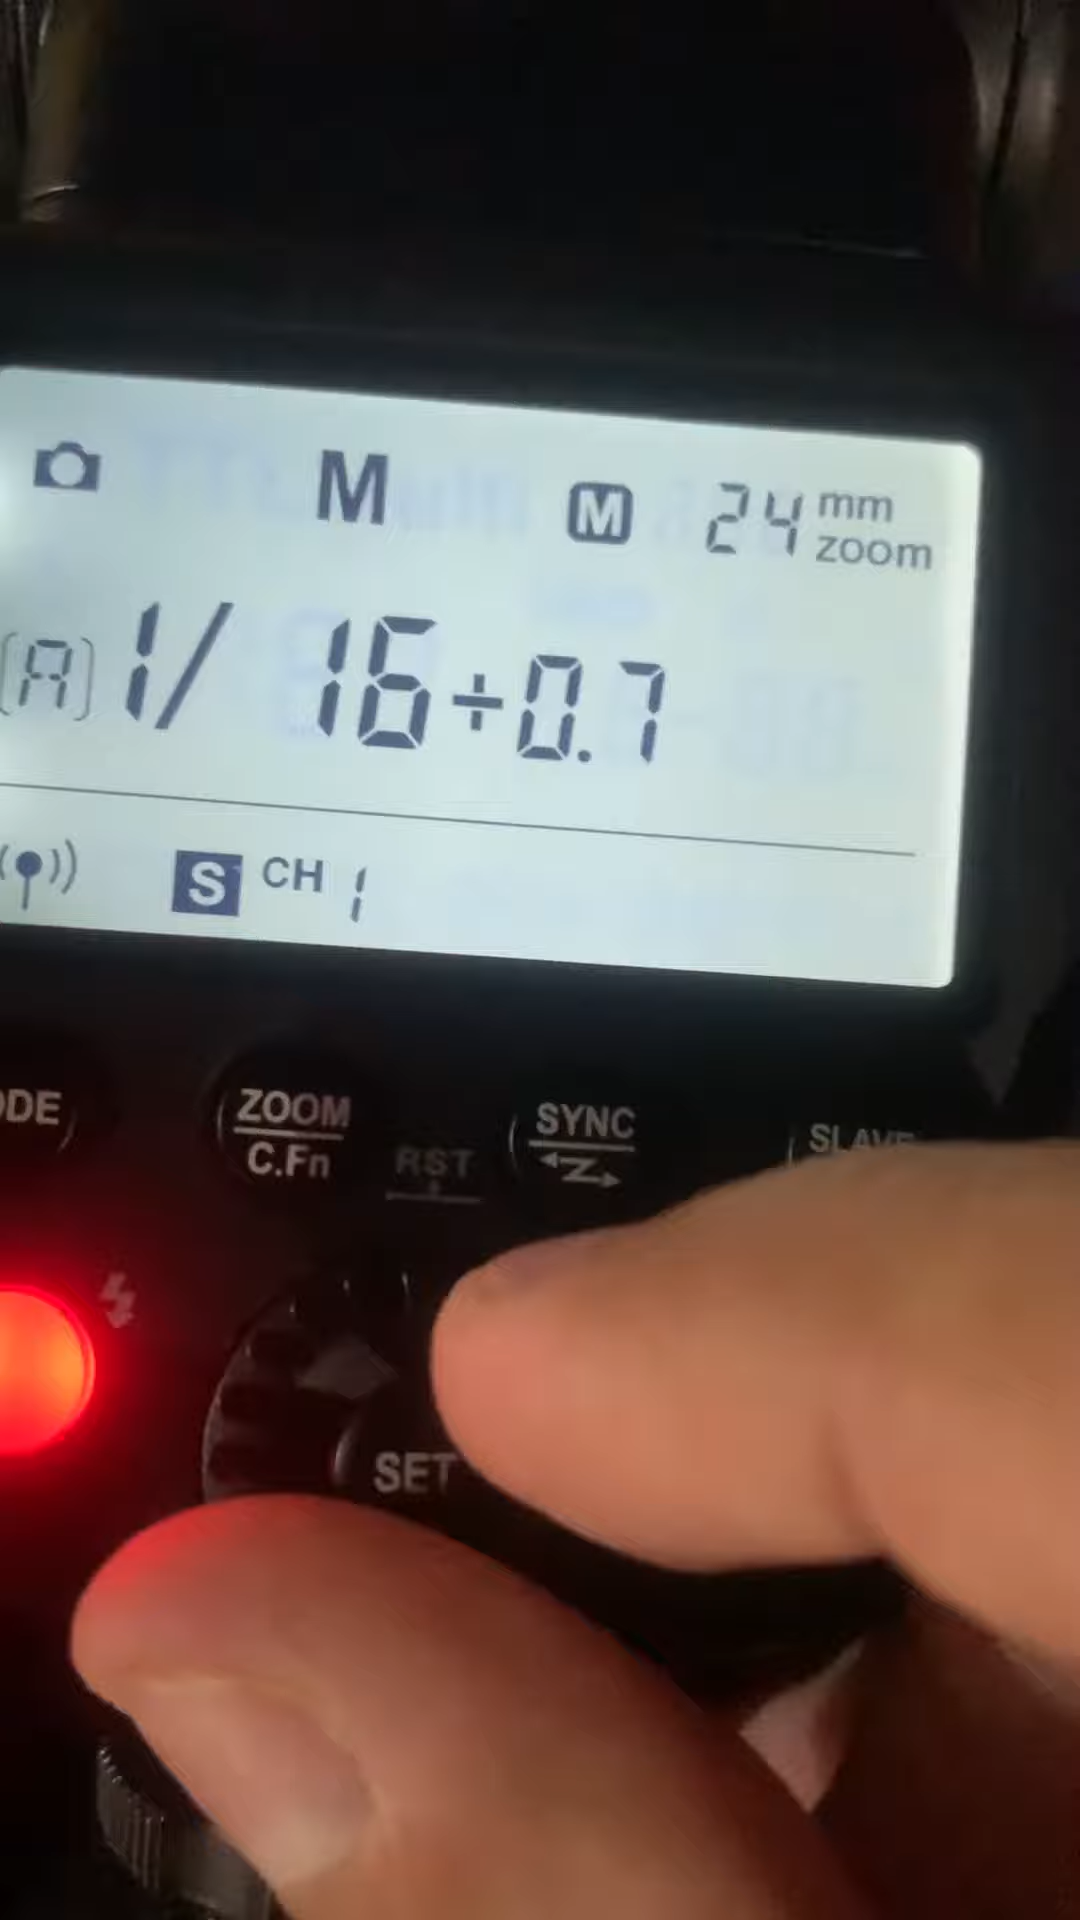 M M 24 mm
zoom
(A) 1/ 16+0.7
S CH 1
ODE
ZOOM
C.Fn
RST
SYNC
SLAVE
SET